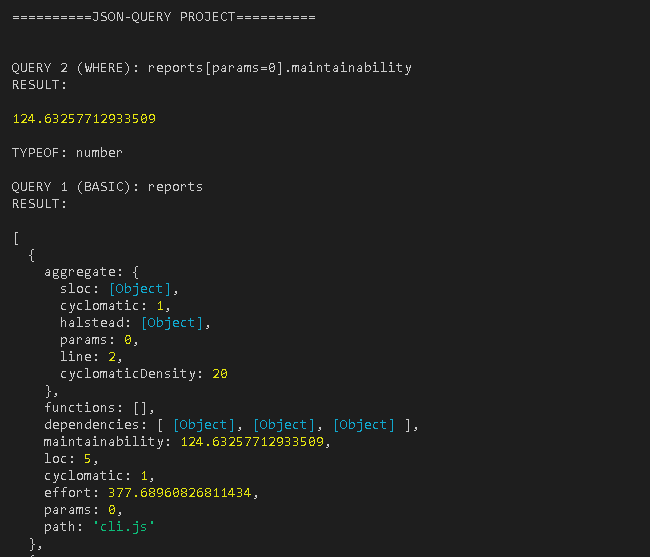 ==========JSON-QUERY PROJECT==========
QUERY 2 (WHERE): reports[params=0].maintainability
RESULT:
124.63257712933509
TYPEOF: number
QUERY 1 (BASIC): reports
RESULT:
[
  {
    aggregate: {
      sloc: [Object],
      cyclomatic: 1,
      halstead: [Object],
      params: 0,
      line: 2,
      cyclomaticDensity: 20
    },
    functions: [],
    dependencies: [ [Object], [Object], [Object] ],
    maintainability: 124.63257712933509,
    loc: 5,
    cyclomatic: 1,
    effort: 377.68960826811434,
    params: 0,
    path: 'cli.js'
  },